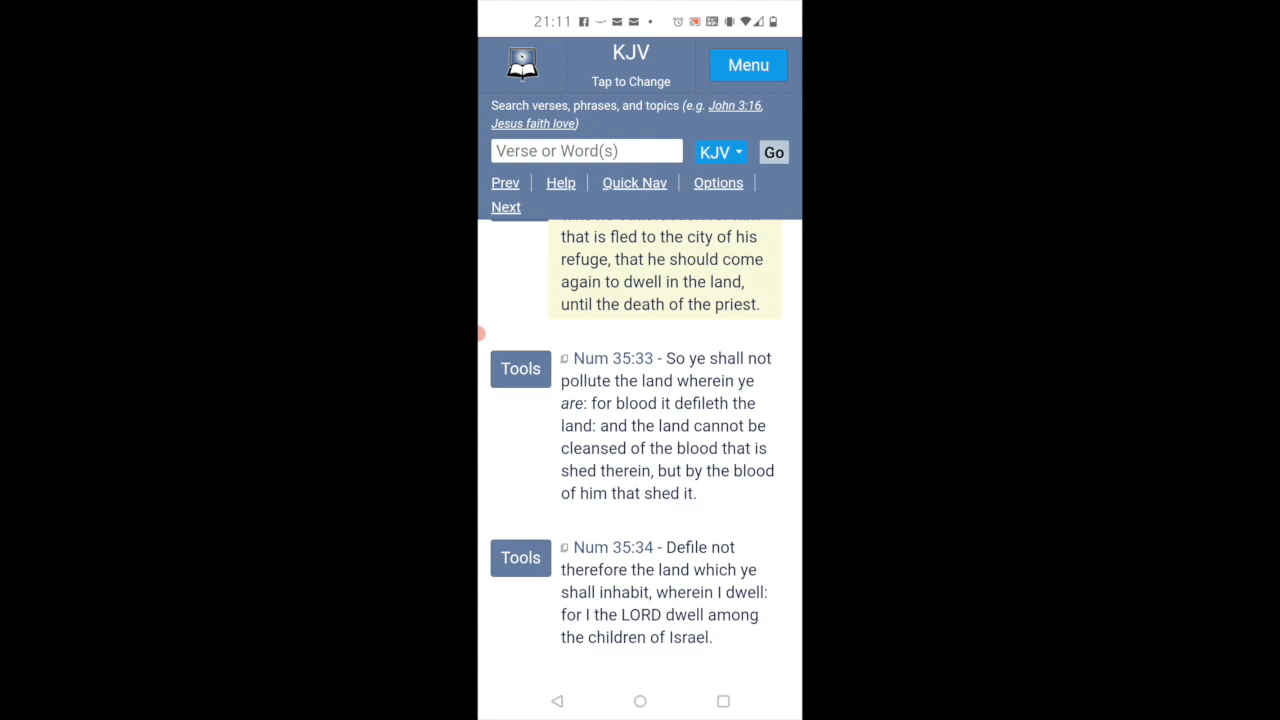 21:11
KJV
Tap to Change
Menu
Search verses, phrases, and topics (e.g. John 3:16,
Jesus faith love)
Verse or Word(s)
KJV
Go
Prev
Help
Quick Nav
Options
Next
that is fled to the city of his
refuge, that he should come
again to dwell in the land,
until the death of the priest.
Tools
Num 35:33 - So ye shall not
pollute the land wherein ye
are: for blood it defileth the
land: and the land cannot be
cleansed of the blood that is
shed therein, but by the blood
of him that shed it.
Tools
Num 35:34 - Defile not
therefore the land which ye
shall inhabit, wherein I dwell:
for I the LORD dwell among
the children of Israel.